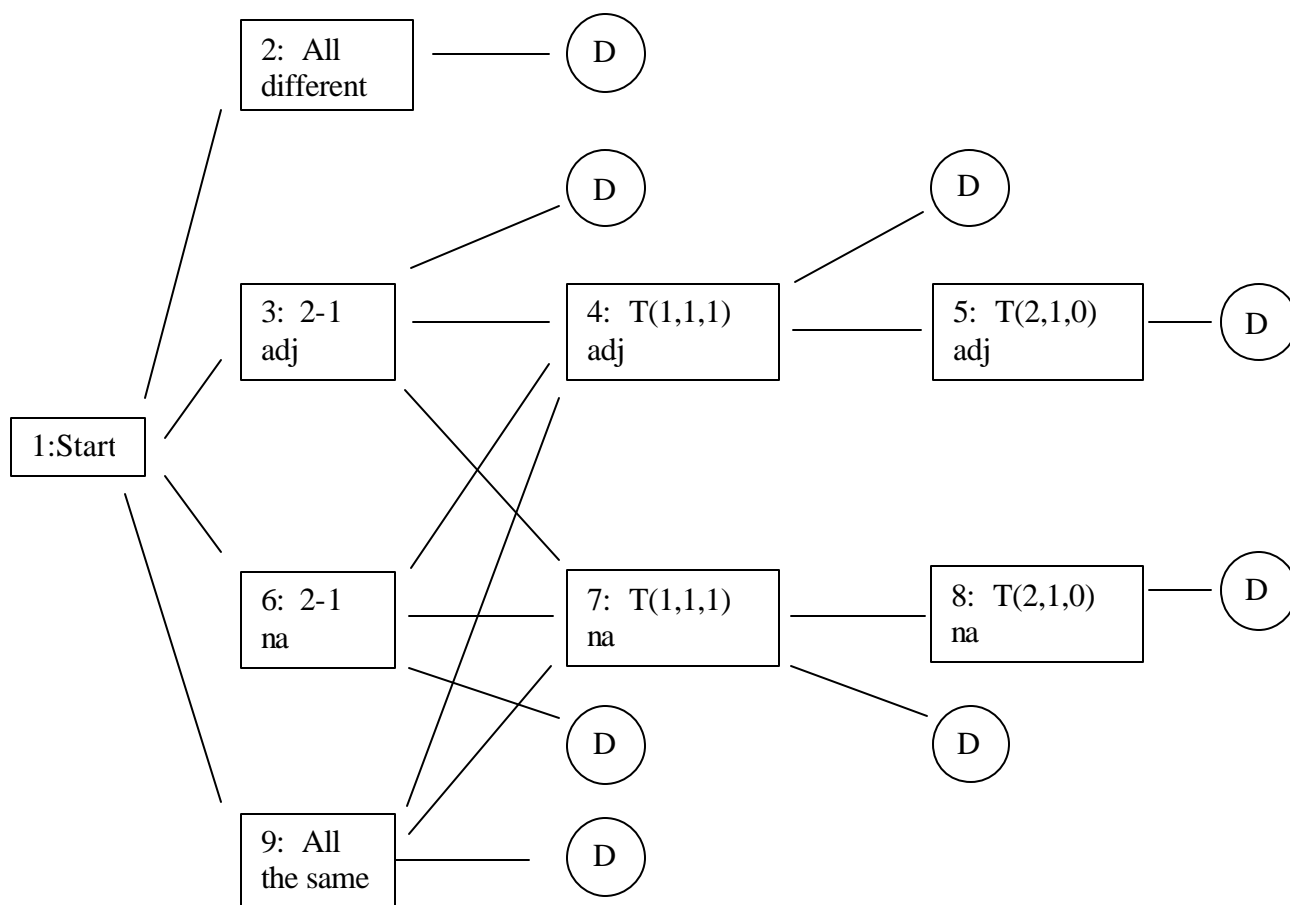 2: All
different
D
D
D
3: 2-1
adj
4: T(1,1,1)
adj
5: T(2,1,0)
adj
D
1:Start
6: 2-1
na
7: T(1,1,1)
na
8: T(2,1,0)
na
D
D
D
9: All
the same
D